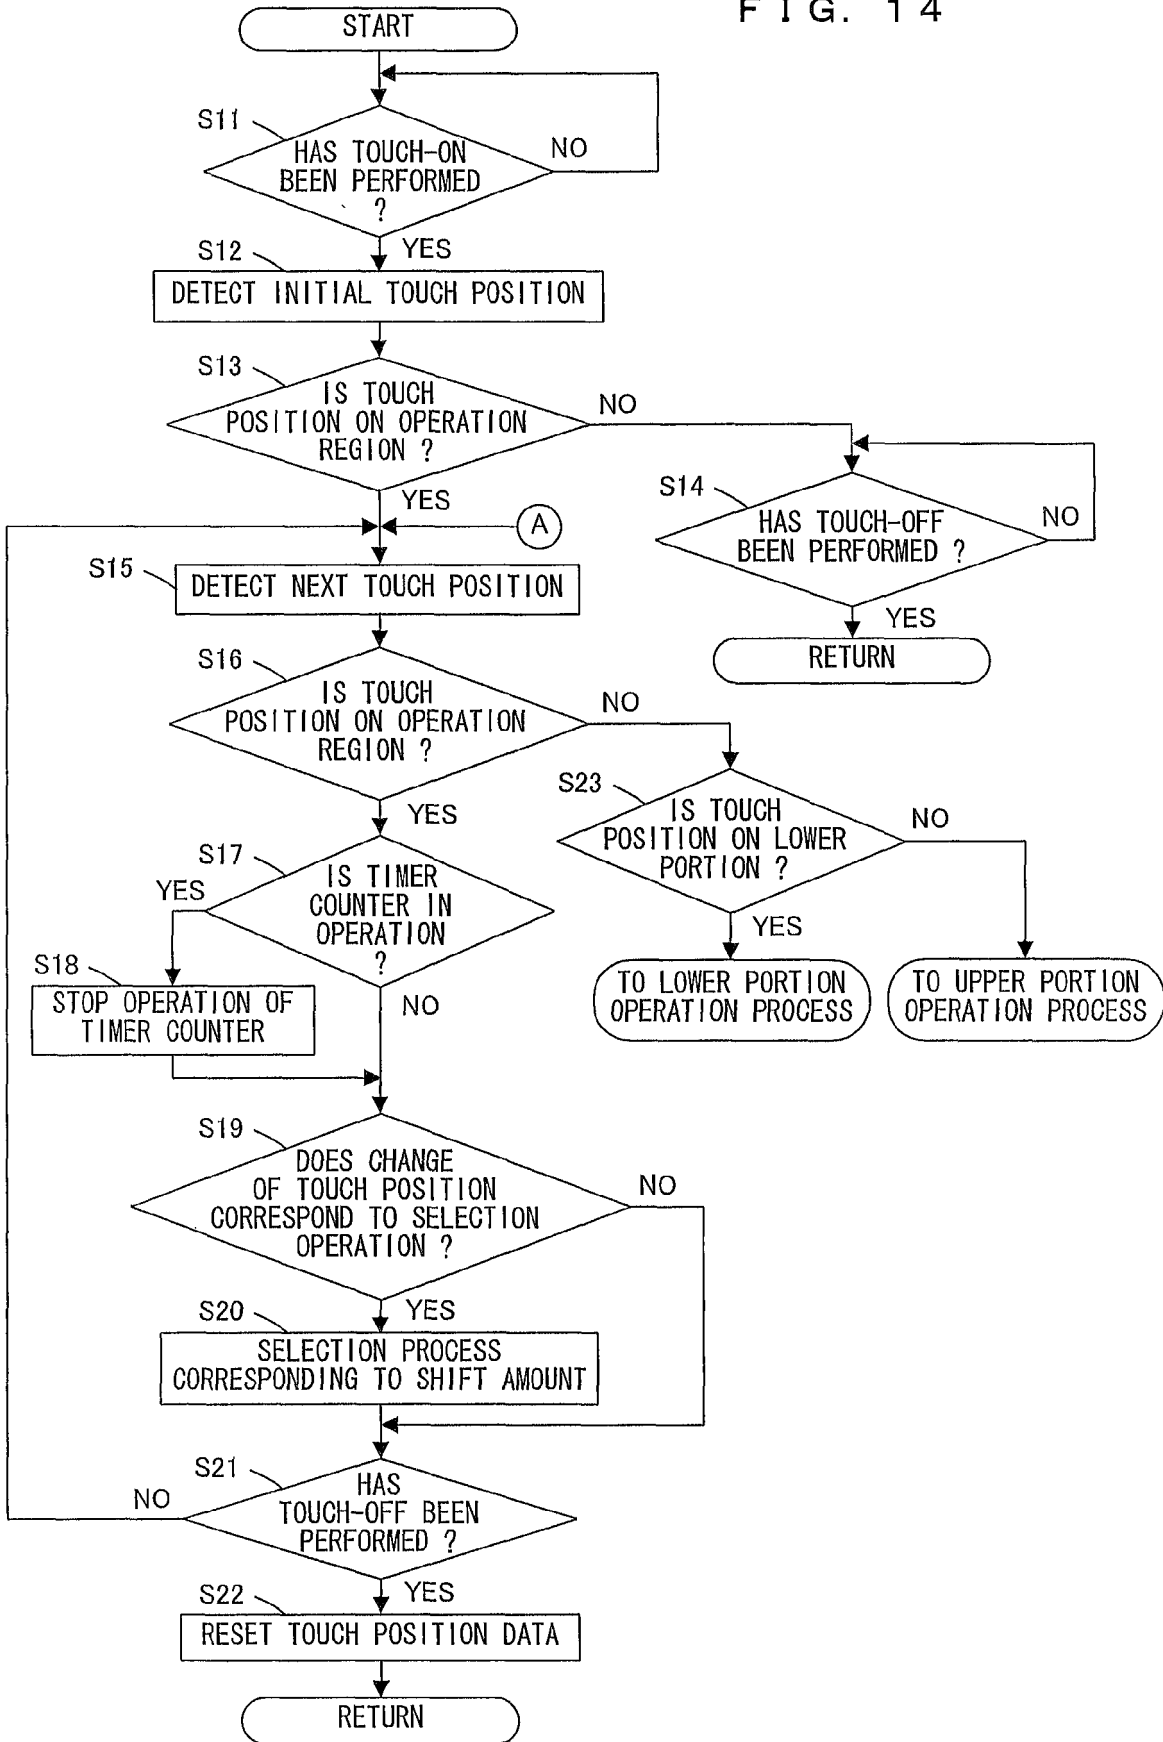 FIG. 14
START
S11
HAS TOUCH-ON
BEEN PERFORMED
?
NO
YES
S12
DETECT INITIAL TOUCH POSITION
S13
IS TOUCH
POSITION ON OPERATION
REGION ?
NO
YES
S14
HAS TOUCH-OFF
BEEN PERFORMED ?
NO
YES
RETURN
A
S15
DETECT NEXT TOUCH POSITION
S16
IS TOUCH
POSITION ON OPERATION
REGION ?
NO
YES
S23
IS TOUCH
POSITION ON LOWER
PORTION ?
NO
YES
TO LOWER PORTION
OPERATION PROCESS
TO UPPER PORTION
OPERATION PROCESS
S17
IS TIMER
COUNTER IN
OPERATION
?
YES
NO
S18
STOP OPERATION OF
TIMER COUNTER
S19
DOES CHANGE
OF TOUCH POSITION
CORRESPOND TO SELECTION
OPERATION ?
NO
YES
S20
SELECTION PROCESS
CORRESPONDING TO SHIFT AMOUNT
S21
HAS
TOUCH-OFF BEEN
PERFORMED ?
NO
YES
S22
RESET TOUCH POSITION DATA
RETURN